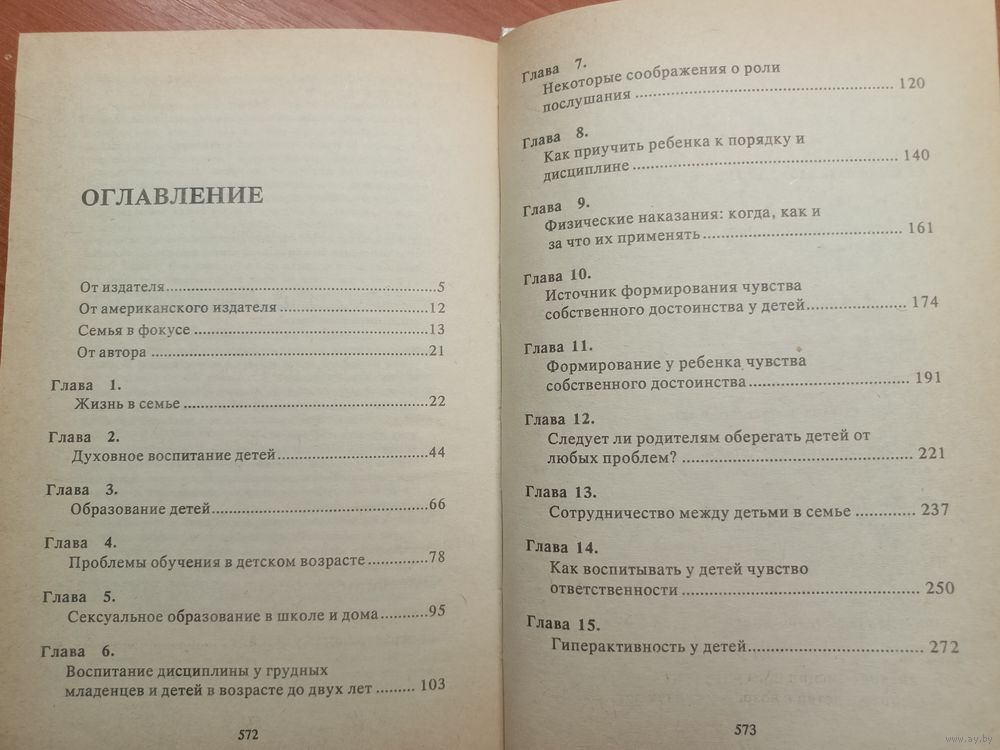 ОГЛАВЛЕНИЕ
От издателя................................................5
От американского издателя ............................12
Семья в фокусе ............................................13
От автора ....................................................21
Глава 1.
Жизнь в семье ..............................................22
Глава 2.
Духовное воспитание детей............................44
Глава 3.
Образование детей........................................66
Глава 4.
Проблемы обучения в детском возрасте............78
Глава 5.
Сексуальное образование в школе и дома..........95
Глава 6.
Воспитание дисциплины у грудных
младенцев и детей в возрасте до двух лет ......... 103
572
Глава 7.
Некоторые соображения о роли
послушания ................................................ 120
Глава 8.
Как приучить ребенка к порядку и
дисциплине ................................................ 140
Глава 9.
Физические наказания: когда, как и
за что их применять...................................... 161
Глава 10.
Источник формирования чувства
собственного достоинства у детей.................... 174
Глава 11.
Формирование у ребенка чувства
собственного достоинства .............................. 191
Глава 12.
Следует ли родителям оберегать детей от
любых проблем? .......................................... 221
Глава 13.
Сотрудничество между детьми в семье ............ 237
Глава 14.
Как воспитывать у детей чувство
ответственности .......................................... 250
Глава 15.
Гиперактивность у детей................................ 272
573
www.ay.by